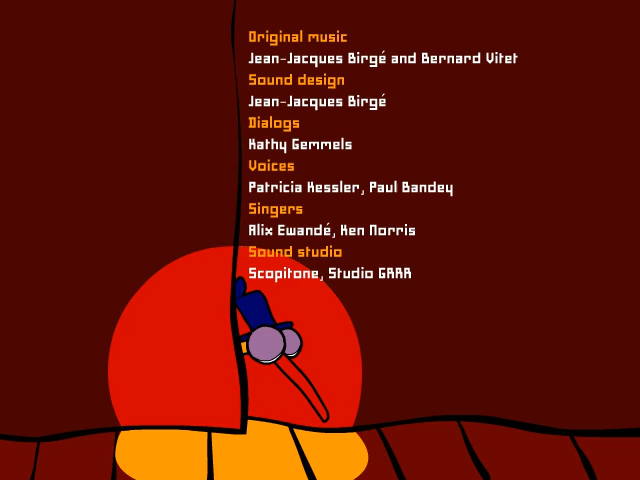 Original music
Jean-Jacques Birgé and Bernard Vitet
Sound design
Jean-Jacques Birgé
Dialogs
Kathy Gemmels
Voices
Patricia Kessler, Paul Bandey
Singers
Alix Ewandé, Ken Norris
Sound studio
Scopitone, Studio GRRR